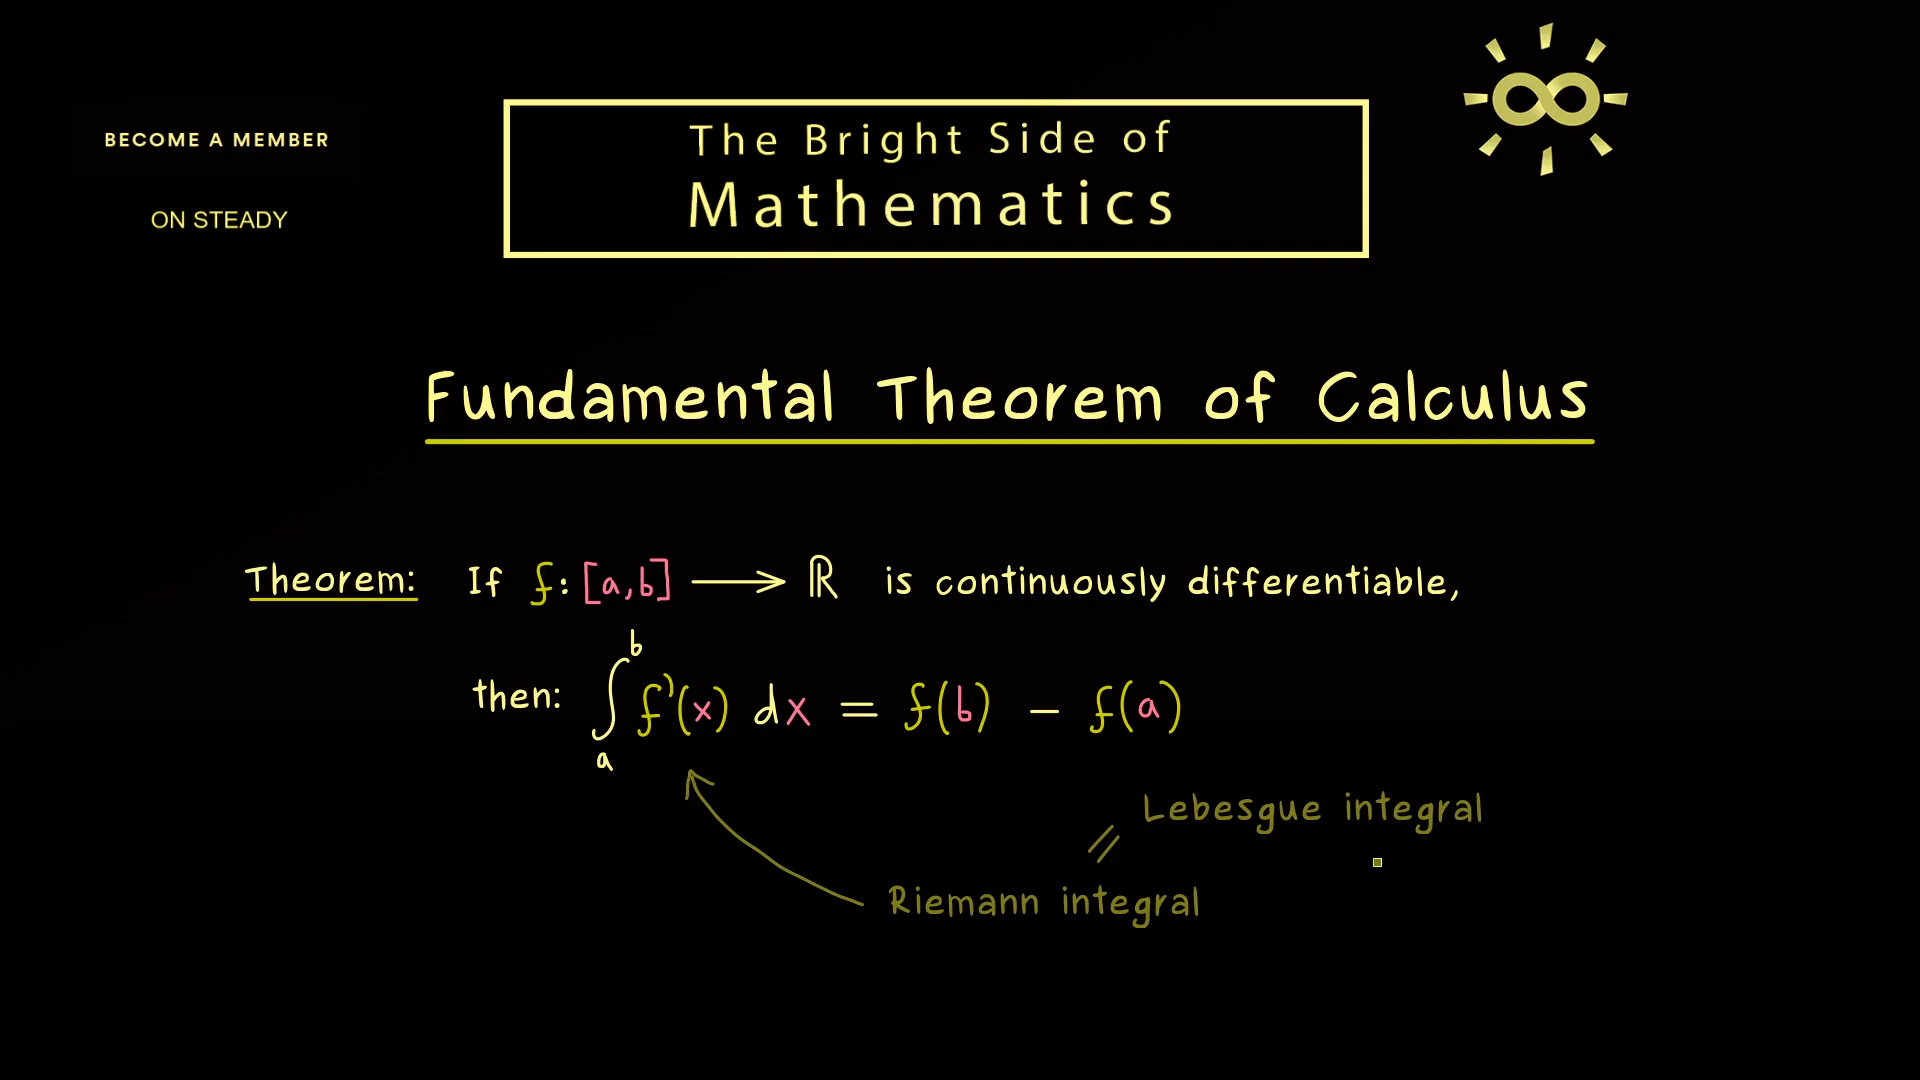 BECOME A MEMBER
ON STEADY
The Bright Side of
Mathematics
Fundamental Theorem of Calculus
Theorem: If f: [a,b] ⟶ ℝ is continuously differentiable,
then: ∫_a^b f'(x) dx = f(b) − f(a)
Lebesgue integral
=
Riemann integral